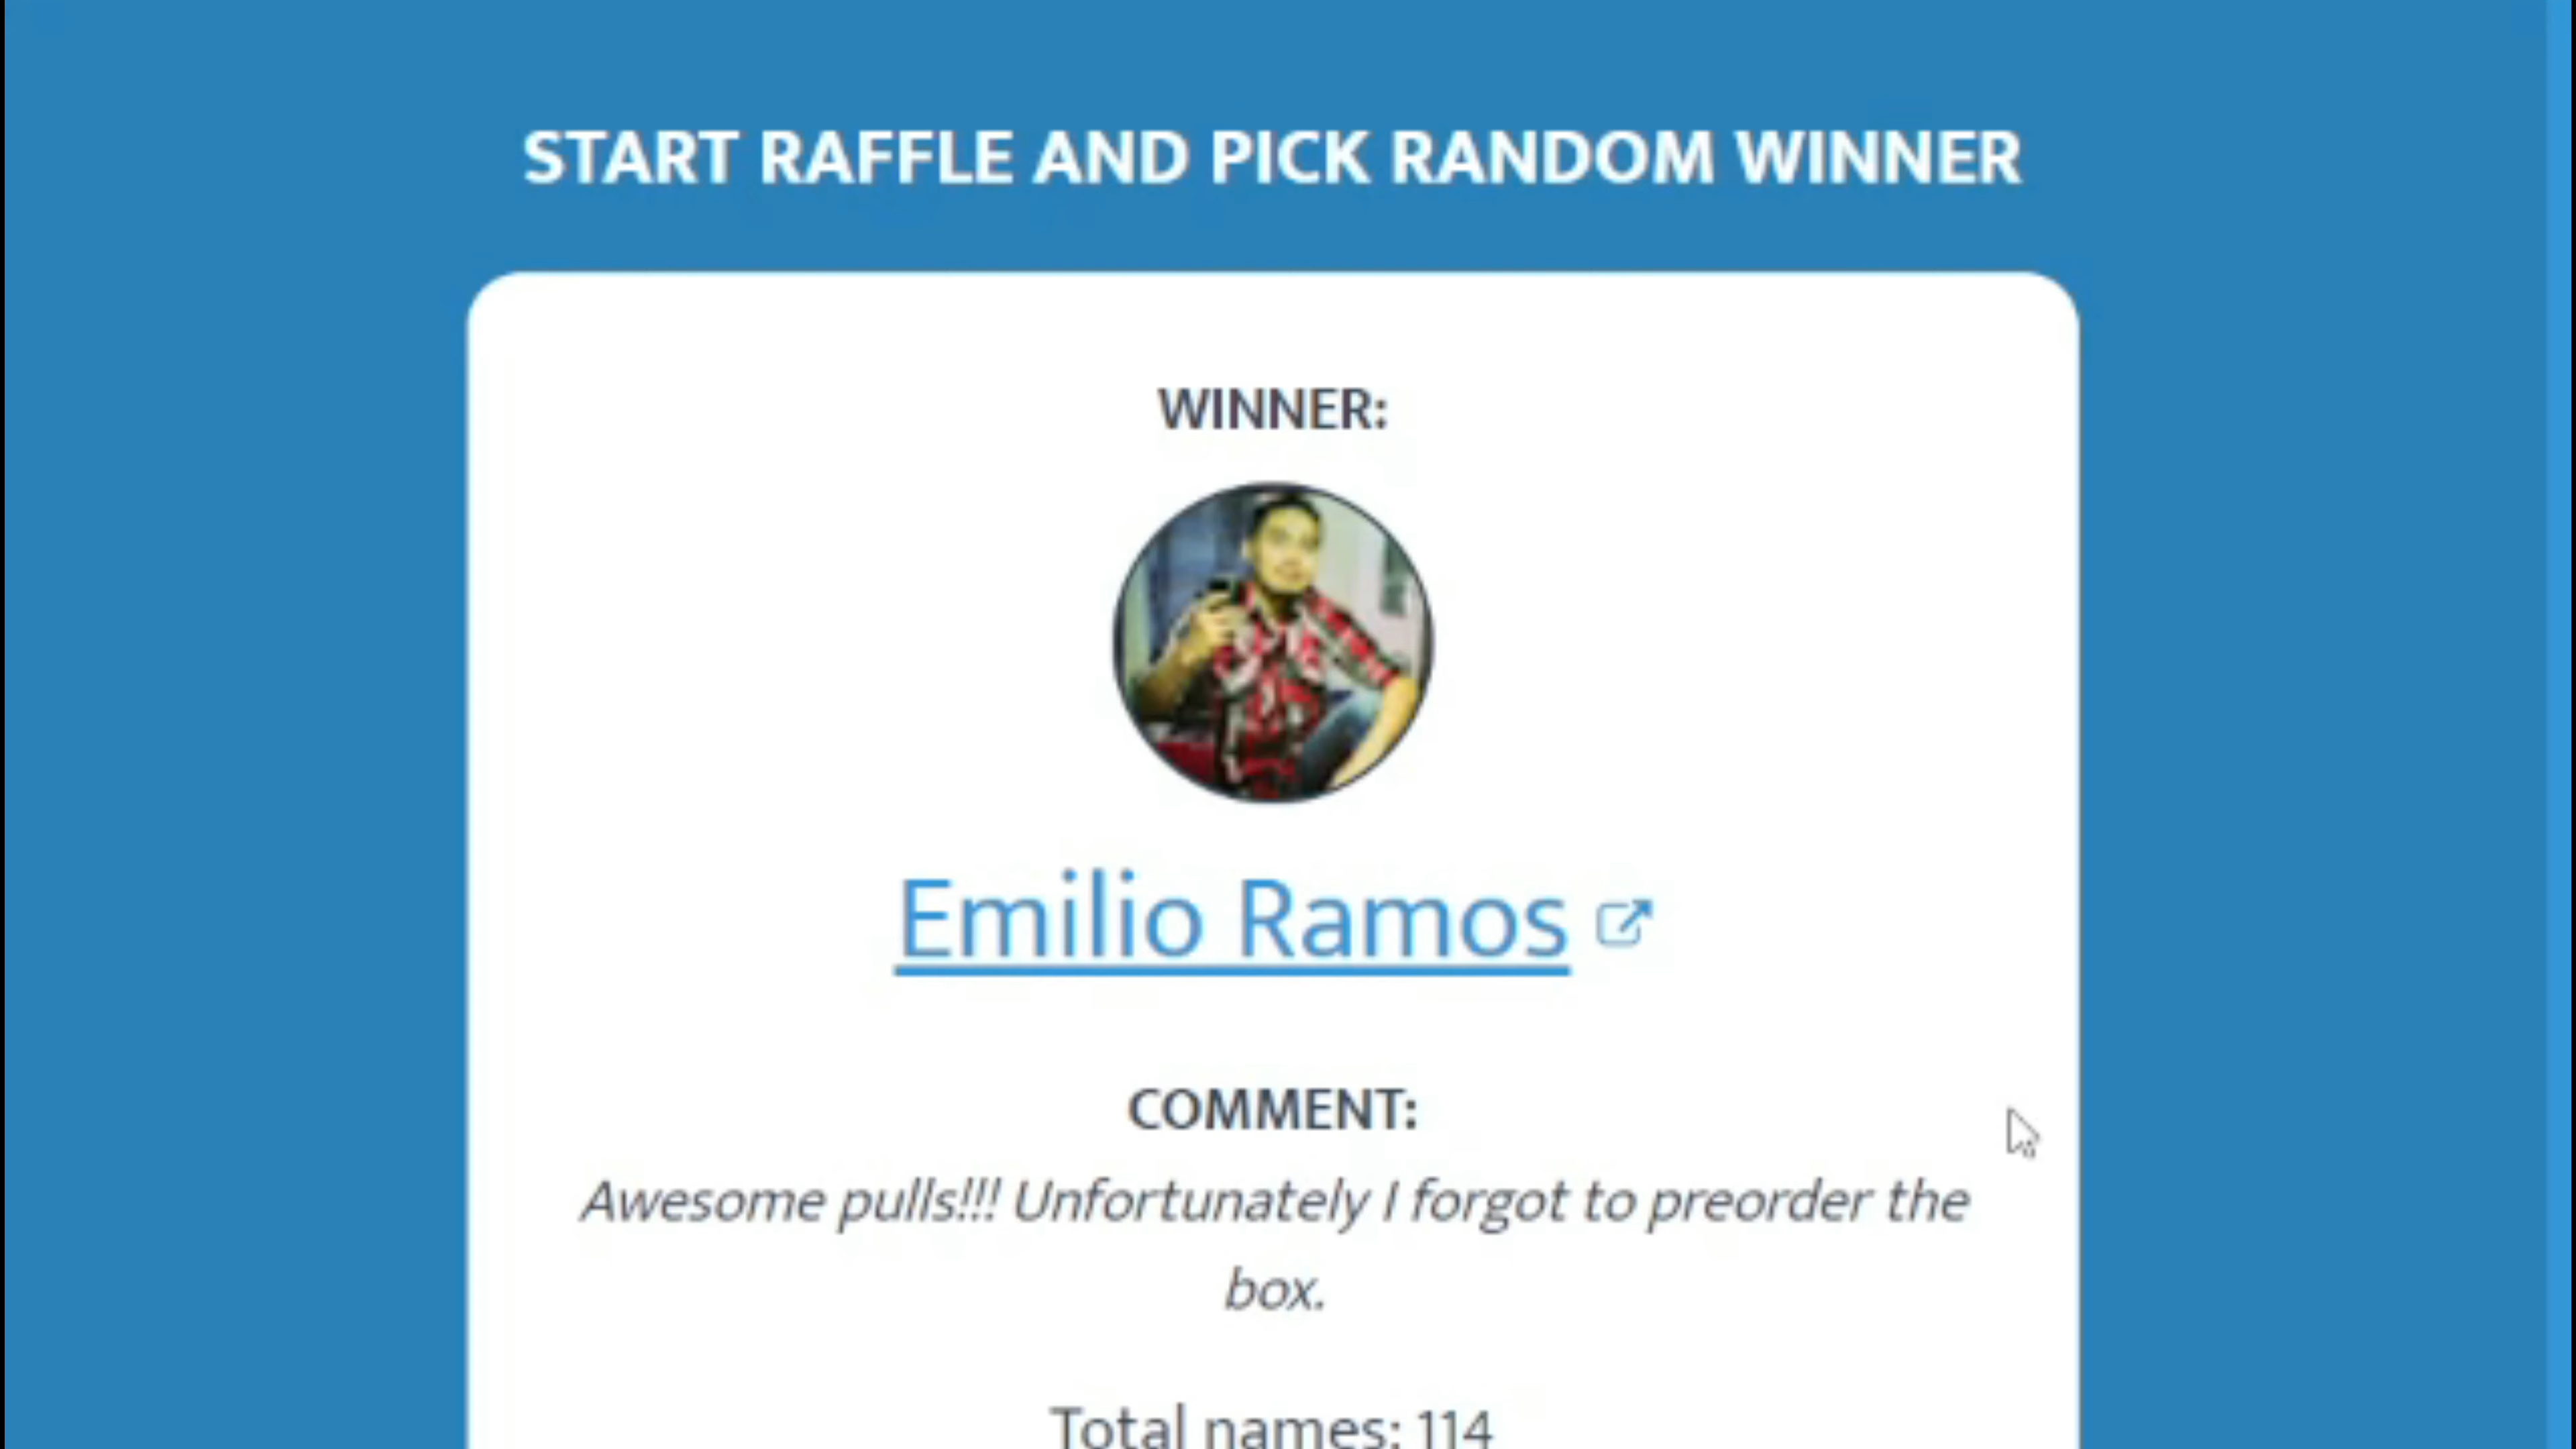 START RAFFLE AND PICK RANDOM WINNER
WINNER:
Emilio Ramos
COMMENT:
Awesome pulls!!! Unfortunately I forgot to preorder the
box.
Total names: 114